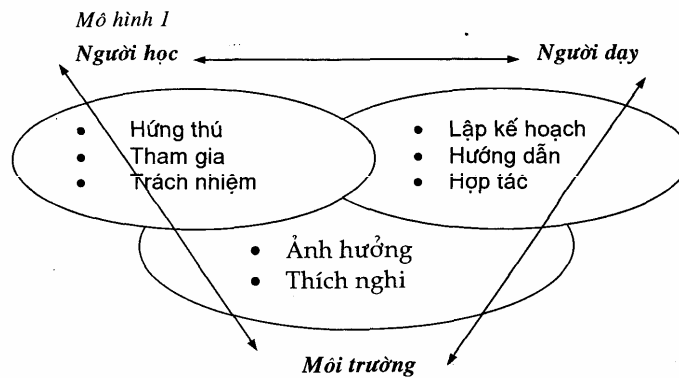 Mô hình 1
Người học
Người dạy
• Hứng thú
• Tham gia
• Trách nhiệm
• Lập kế hoạch
• Hướng dẫn
• Hợp tác
• Ảnh hưởng
• Thích nghi
Môi trường